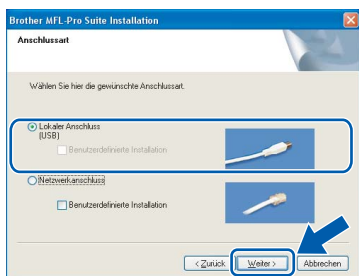 Brother MFL-Pro Suite Installation
Anschlussart
Wählen Sie hier die gewünschte Anschlussart.
Lokaler Anschluss
(USB)
Benutzerdefinierte Installation
Netzwerkanschluss
Benutzerdefinierte Installation
< Zurück
Weiter >
Abbrechen